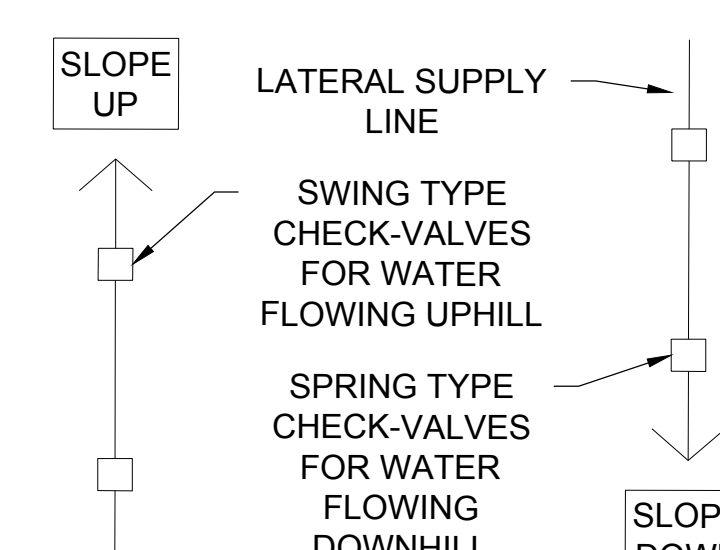 SLOPE
UP
LATERAL SUPPLY
LINE
SWING TYPE
CHECK-VALVES
FOR WATER
FLOWING UPHILL
SPRING TYPE
CHECK-VALVES
FOR WATER
FLOWING
DOWNHILL